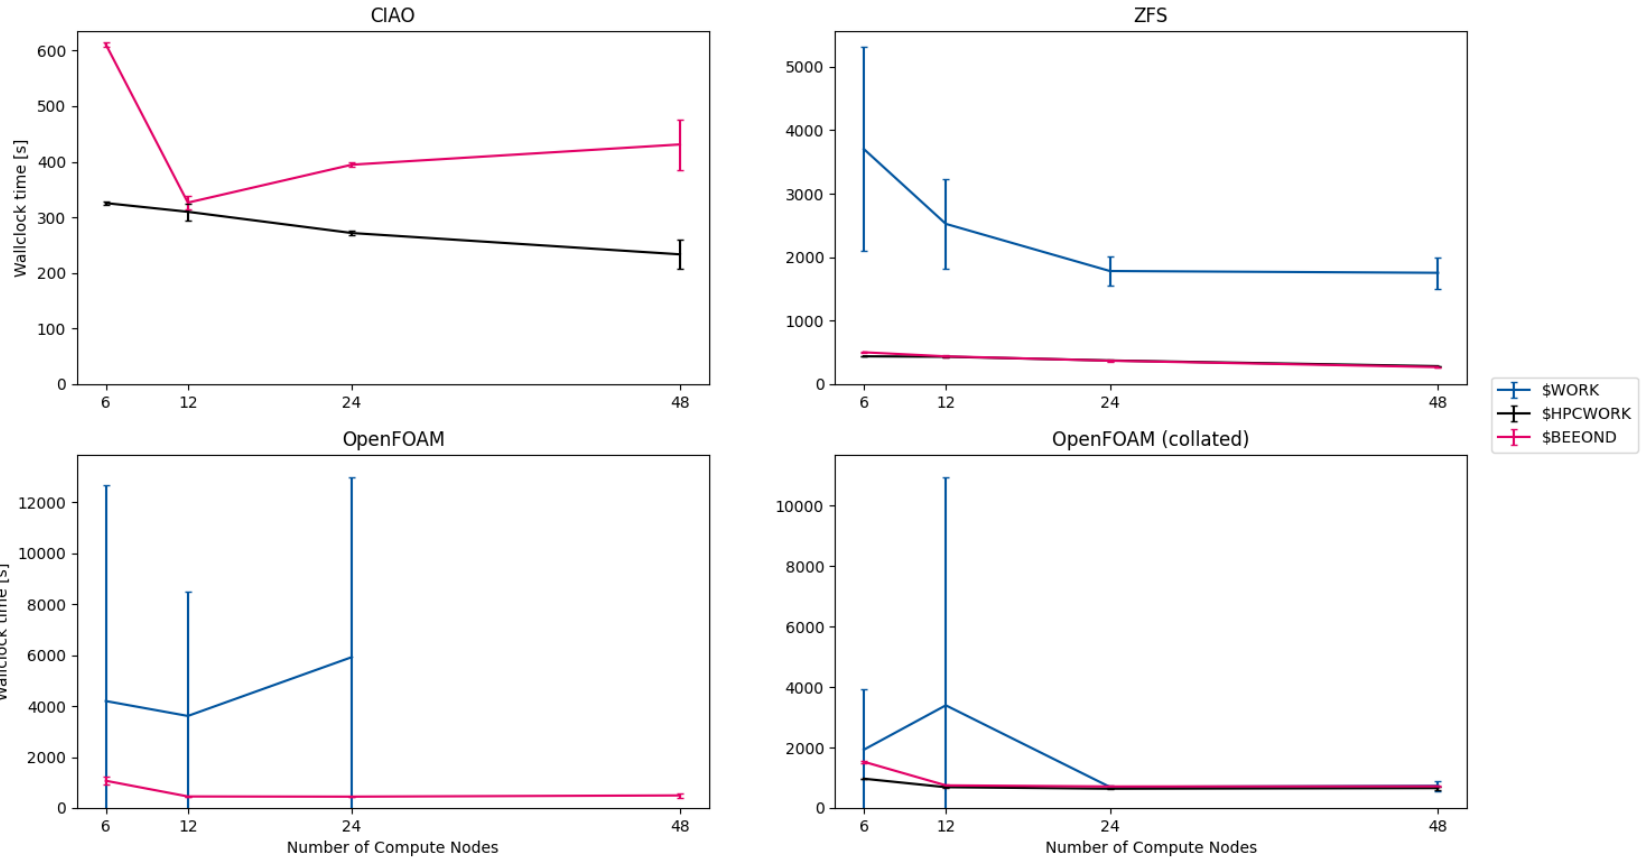 CIAO
Wallclock time [s]
600
500
400
300
200
100
0
6 12 24 48
ZFS
5000
4000
3000
2000
1000
0
6 12 24 48
$WORK
$HPCWORK
$BEEOND
OpenFOAM
Wallclock time [s]
12000
10000
8000
6000
4000
2000
0
6 12 24 48
Number of Compute Nodes
OpenFOAM (collated)
10000
8000
6000
4000
2000
0
6 12 24 48
Number of Compute Nodes